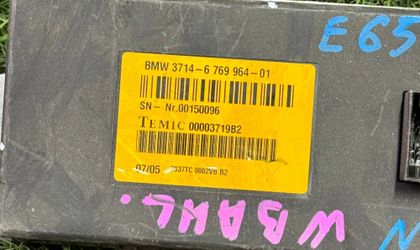 E65
BMW 3714-6 769 964-01
SN- Nr.00150096
TEMIC 0000371982
07/05
WBAHL.